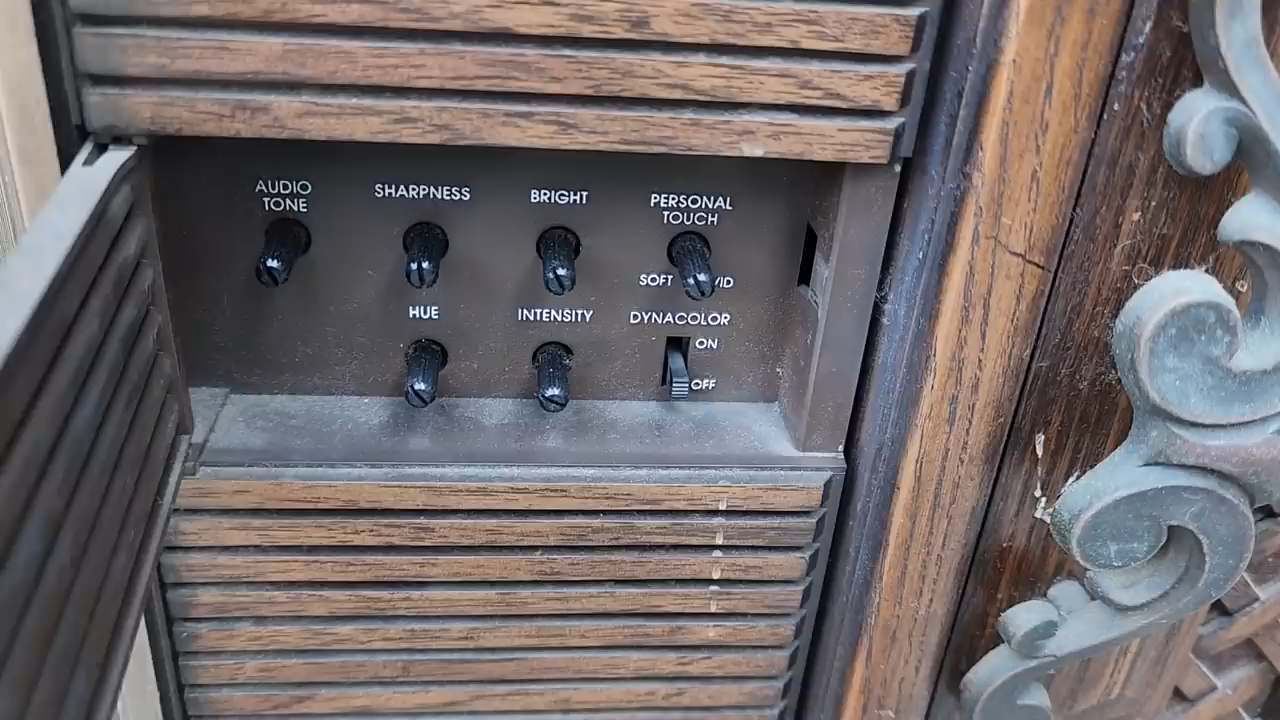 AUDIO
TONE
SHARPNESS
BRIGHT
PERSONAL
TOUCH
SOFT
HUE
INTENSITY
DYNACOLOR
ON
OFF